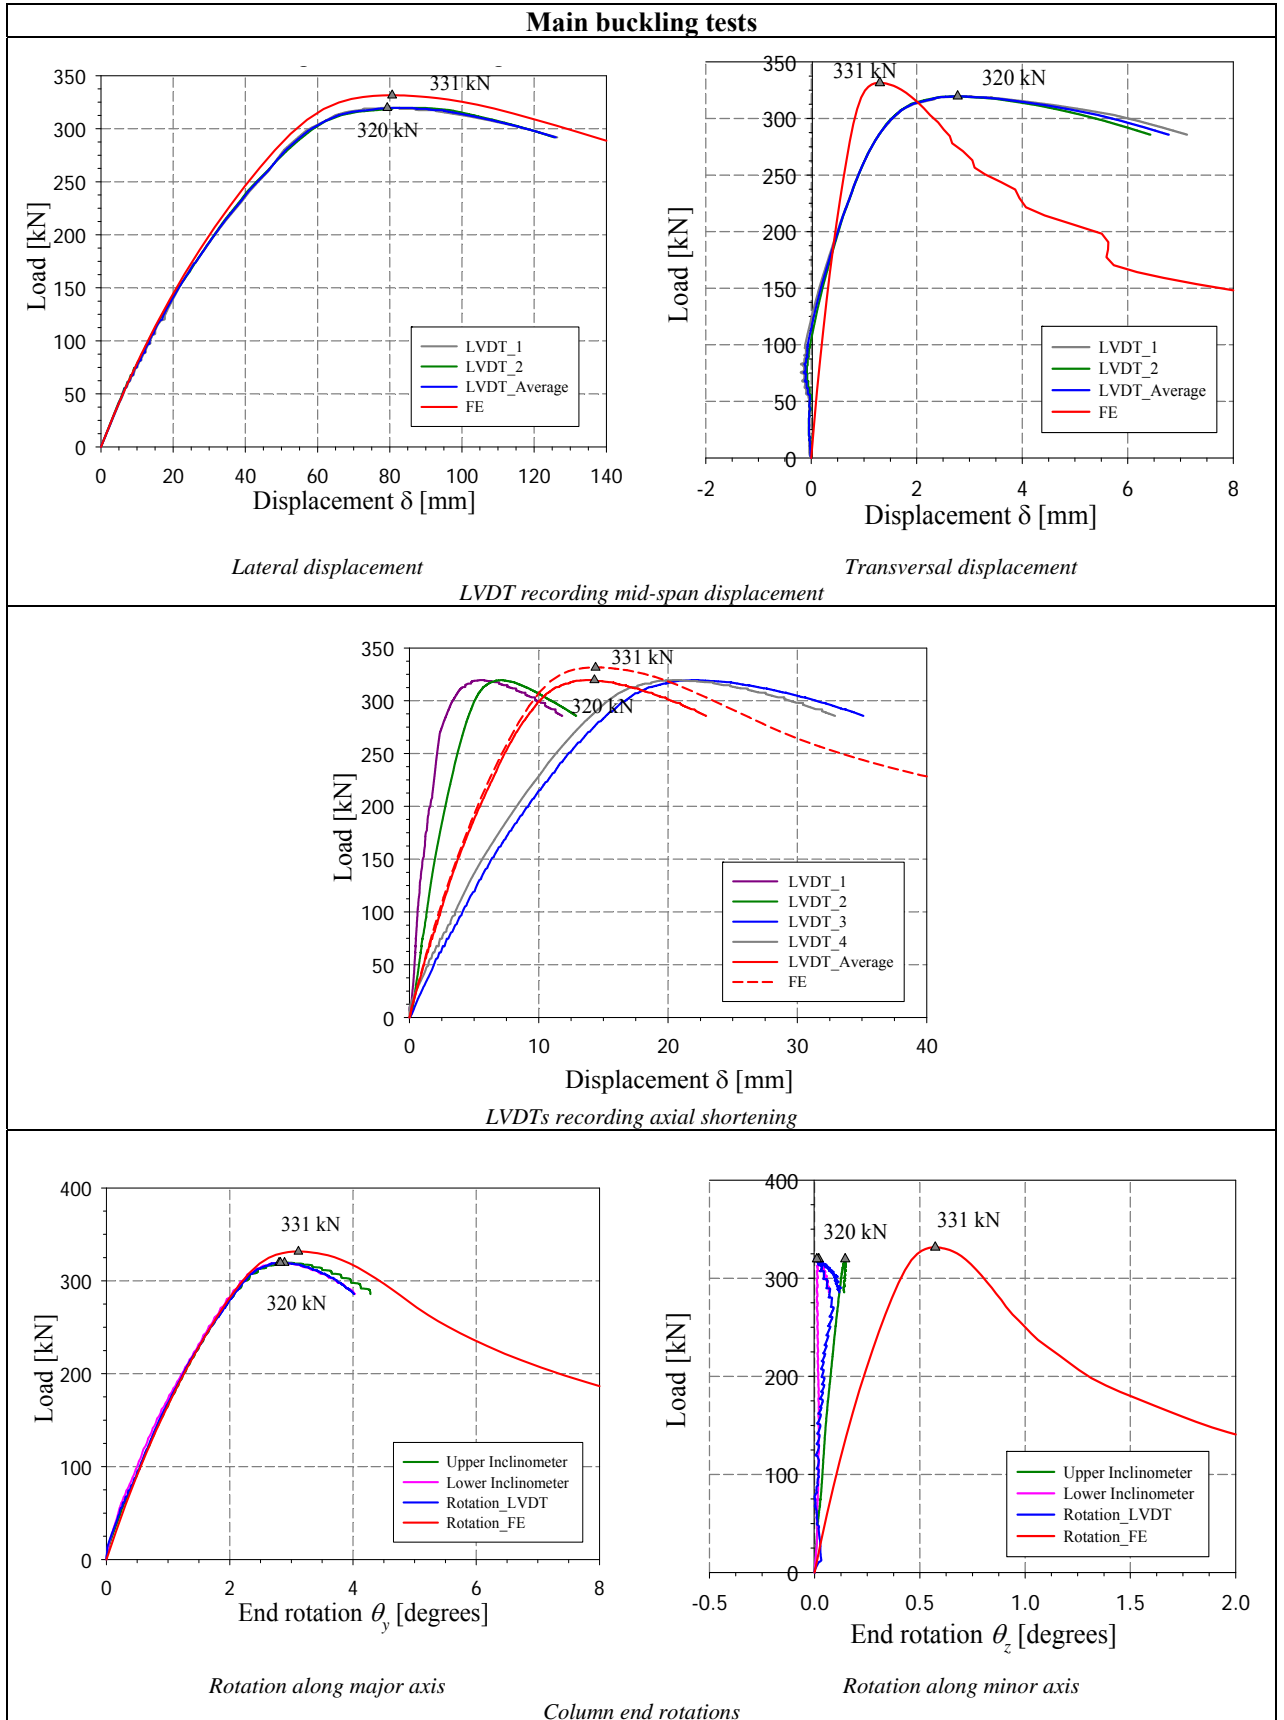 Main buckling tests
331 kN
320 kN
350
300
250
200
150
100
50
0
Load [kN]
LVDT_1
LVDT_2
LVDT_Average
FE
0 20 40 60 80 100 120 140
Displacement δ [mm]
Lateral displacement
331 kN
320 kN
350
300
250
200
150
100
50
0
Load [kN]
LVDT_1
LVDT_2
LVDT_Average
FE
-2 0 2 4 6 8
Displacement δ [mm]
Transversal displacement
LVDT recording mid-span displacement
331 kN
320 kN
350
300
250
200
150
100
50
0
Load [kN]
LVDT_1
LVDT_2
LVDT_3
LVDT_4
LVDT_Average
FE
0 10 20 30 40
Displacement δ [mm]
LVDTs recording axial shortening
331 kN
320 kN
400
300
200
100
0
Load [kN]
Upper Inclinometer
Lower Inclinometer
Rotation_LVDT
Rotation_FE
0 2 4 6 8
End rotation θy [degrees]
Rotation along major axis
320 kN
331 kN
400
300
200
100
0
Load [kN]
Upper Inclinometer
Lower Inclinometer
Rotation_LVDT
Rotation_FE
-0.5 0.0 0.5 1.0 1.5 2.0
End rotation θz [degrees]
Rotation along minor axis
Column end rotations